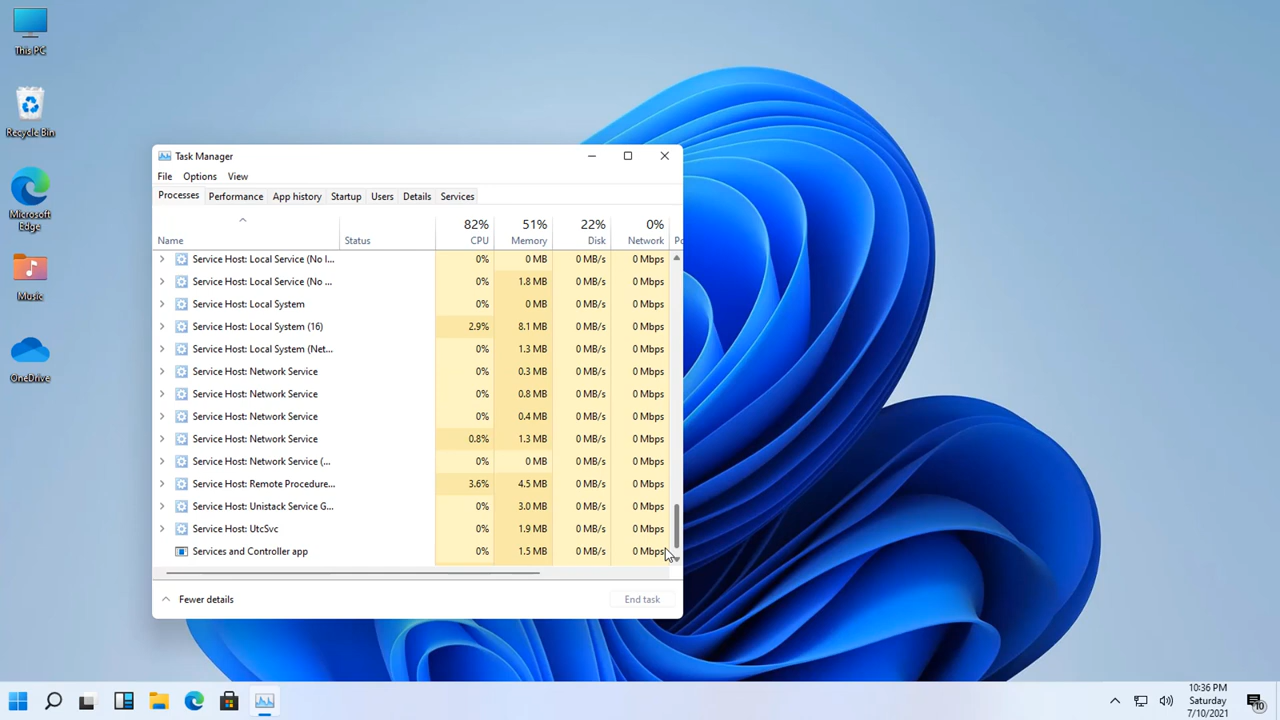 This PC
Recycle Bin
Microsoft
Edge
Music
OneDrive
Task Manager
File Options View
Processes Performance App history Startup Users Details Services
82% 51% 22% 0%
Name Status CPU Memory Disk Network Po
Service Host: Local Service (No I... 0% 0 MB 0 MB/s 0 Mbps
Service Host: Local Service (No ... 0% 1.8 MB 0 MB/s 0 Mbps
Service Host: Local System 0% 0 MB 0 MB/s 0 Mbps
Service Host: Local System (16) 2.9% 8.1 MB 0 MB/s 0 Mbps
Service Host: Local System (Net... 0% 1.3 MB 0 MB/s 0 Mbps
Service Host: Network Service 0% 0.3 MB 0 MB/s 0 Mbps
Service Host: Network Service 0% 0.8 MB 0 MB/s 0 Mbps
Service Host: Network Service 0% 0.4 MB 0 MB/s 0 Mbps
Service Host: Network Service 0.8% 1.3 MB 0 MB/s 0 Mbps
Service Host: Network Service (... 0% 0 MB 0 MB/s 0 Mbps
Service Host: Remote Procedure... 3.6% 4.5 MB 0 MB/s 0 Mbps
Service Host: Unistack Service G... 0% 3.0 MB 0 MB/s 0 Mbps
Service Host: UtcSvc 0% 1.9 MB 0 MB/s 0 Mbps
Services and Controller app 0% 1.5 MB 0 MB/s 0 Mbps
Fewer details End task
10:36 PM
Saturday
7/10/2021
10